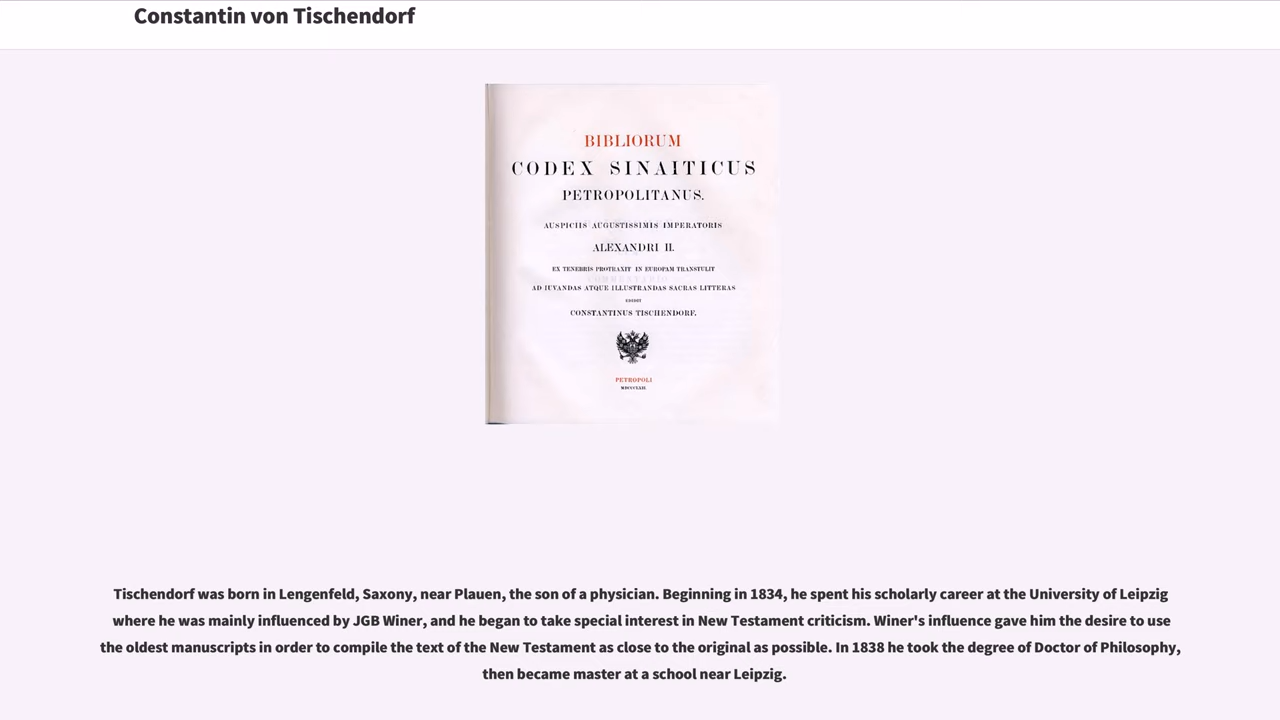 Constantin von Tischendorf
BIBLIORUM
CODEX SINAITICUS
PETROPOLITANUS.
AUSPICIIS AUGUSTISSIMIS IMPERATORIS
ALEXANDRI II.
EX TENEBRIS PROTRAXIT IN EUROPAM TRANSTULIT
AD IUVANDAS ATQUE ILLUSTRANDAS SACRAS LITTERAS
EDIDIT
CONSTANTINUS TISCHENDORF.
PETROPOLI
Tischendorf was born in Lengenfeld, Saxony, near Plauen, the son of a physician. Beginning in 1834, he spent his scholarly career at the University of Leipzig
where he was mainly influenced by JGB Winer, and he began to take special interest in New Testament criticism. Winer's influence gave him the desire to use
the oldest manuscripts in order to compile the text of the New Testament as close to the original as possible. In 1838 he took the degree of Doctor of Philosophy,
then became master at a school near Leipzig.